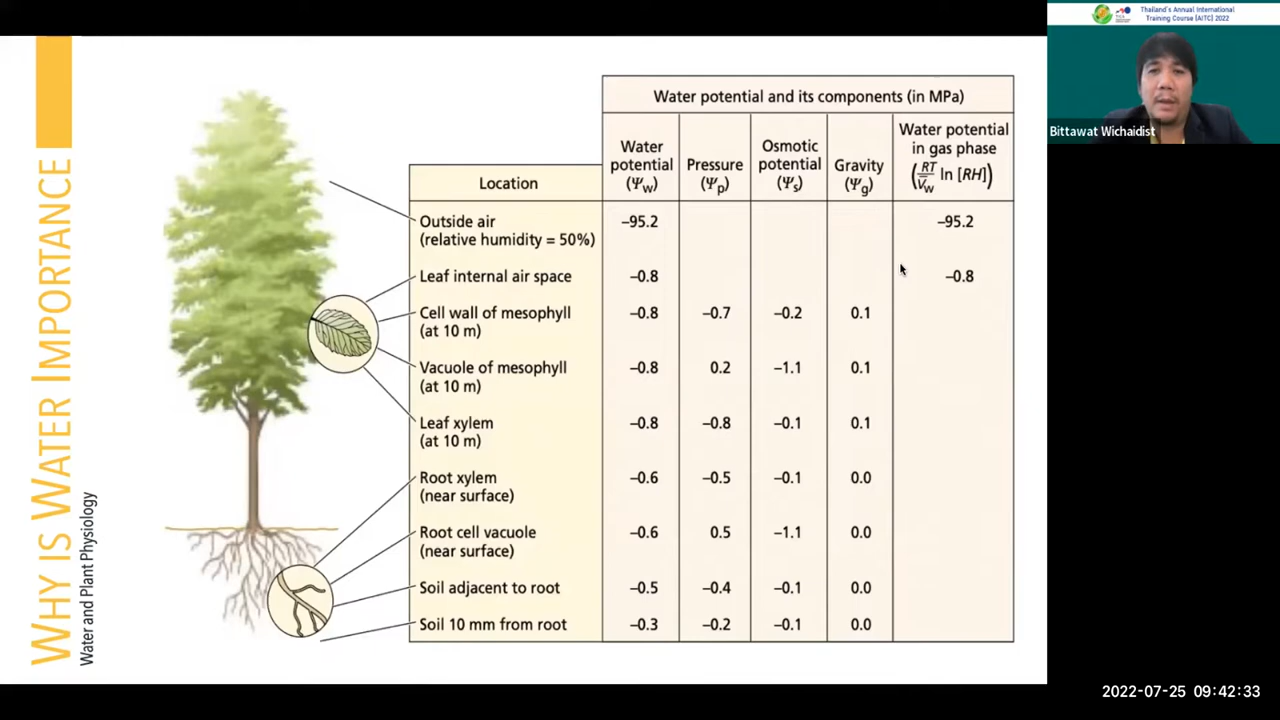 Thailand's Annual International
Training Course (AITC) 2022
Bittawat Wichaidist
WHY IS WATER IMPORTANCE
Water and Plant Physiology
Water potential and its components (in MPa)
Location
Water potential (Ψw)
Pressure (Ψp)
Osmotic potential (Ψs)
Gravity (Ψg)
Water potential in gas phase (RT/V̄w ln [RH])
Outside air (relative humidity = 50%) –95.2 –95.2
Leaf internal air space –0.8 –0.8
Cell wall of mesophyll (at 10 m) –0.8 –0.7 –0.2 0.1
Vacuole of mesophyll (at 10 m) –0.8 0.2 –1.1 0.1
Leaf xylem (at 10 m) –0.8 –0.8 –0.1 0.1
Root xylem (near surface) –0.6 –0.5 –0.1 0.0
Root cell vacuole (near surface) –0.6 0.5 –1.1 0.0
Soil adjacent to root –0.5 –0.4 –0.1 0.0
Soil 10 mm from root –0.3 –0.2 –0.1 0.0
2022-07-25 09:42:33